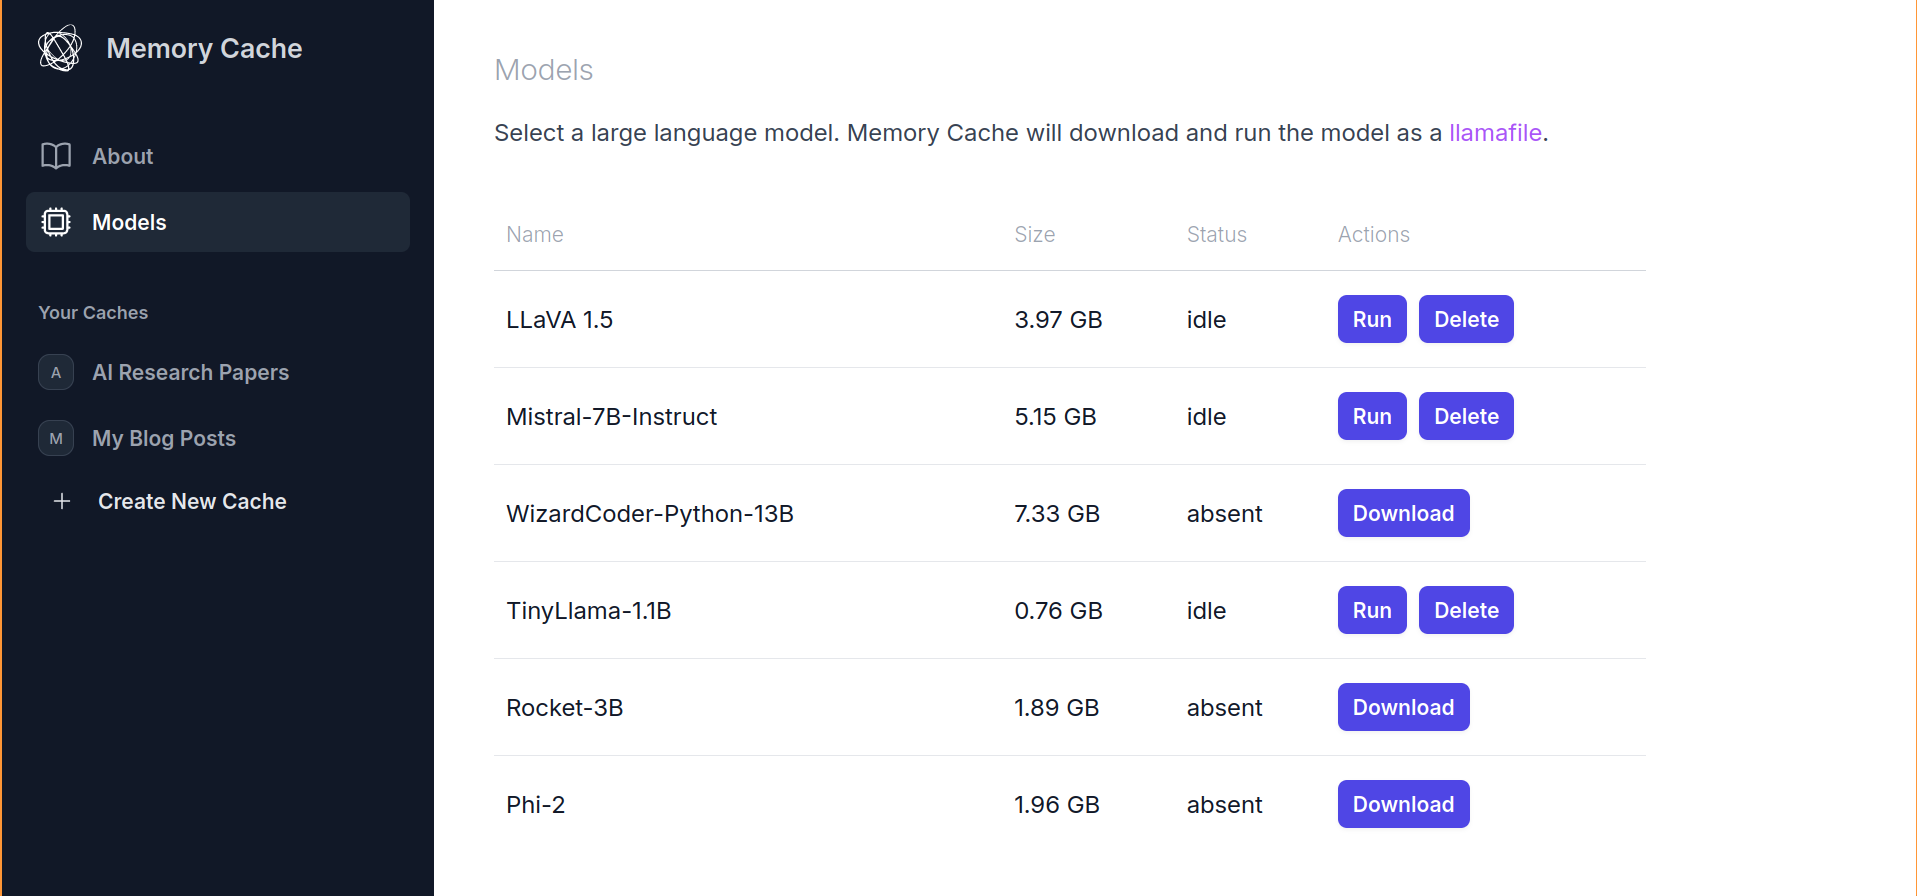 Memory Cache
About
Models
Your Caches
A AI Research Papers
M My Blog Posts
+ Create New Cache
Models
Select a large language model. Memory Cache will download and run the model as a llamafile.
Name Size Status Actions
LLaVA 1.5 3.97 GB idle Run Delete
Mistral-7B-Instruct 5.15 GB idle Run Delete
WizardCoder-Python-13B 7.33 GB absent Download
TinyLlama-1.1B 0.76 GB idle Run Delete
Rocket-3B 1.89 GB absent Download
Phi-2 1.96 GB absent Download